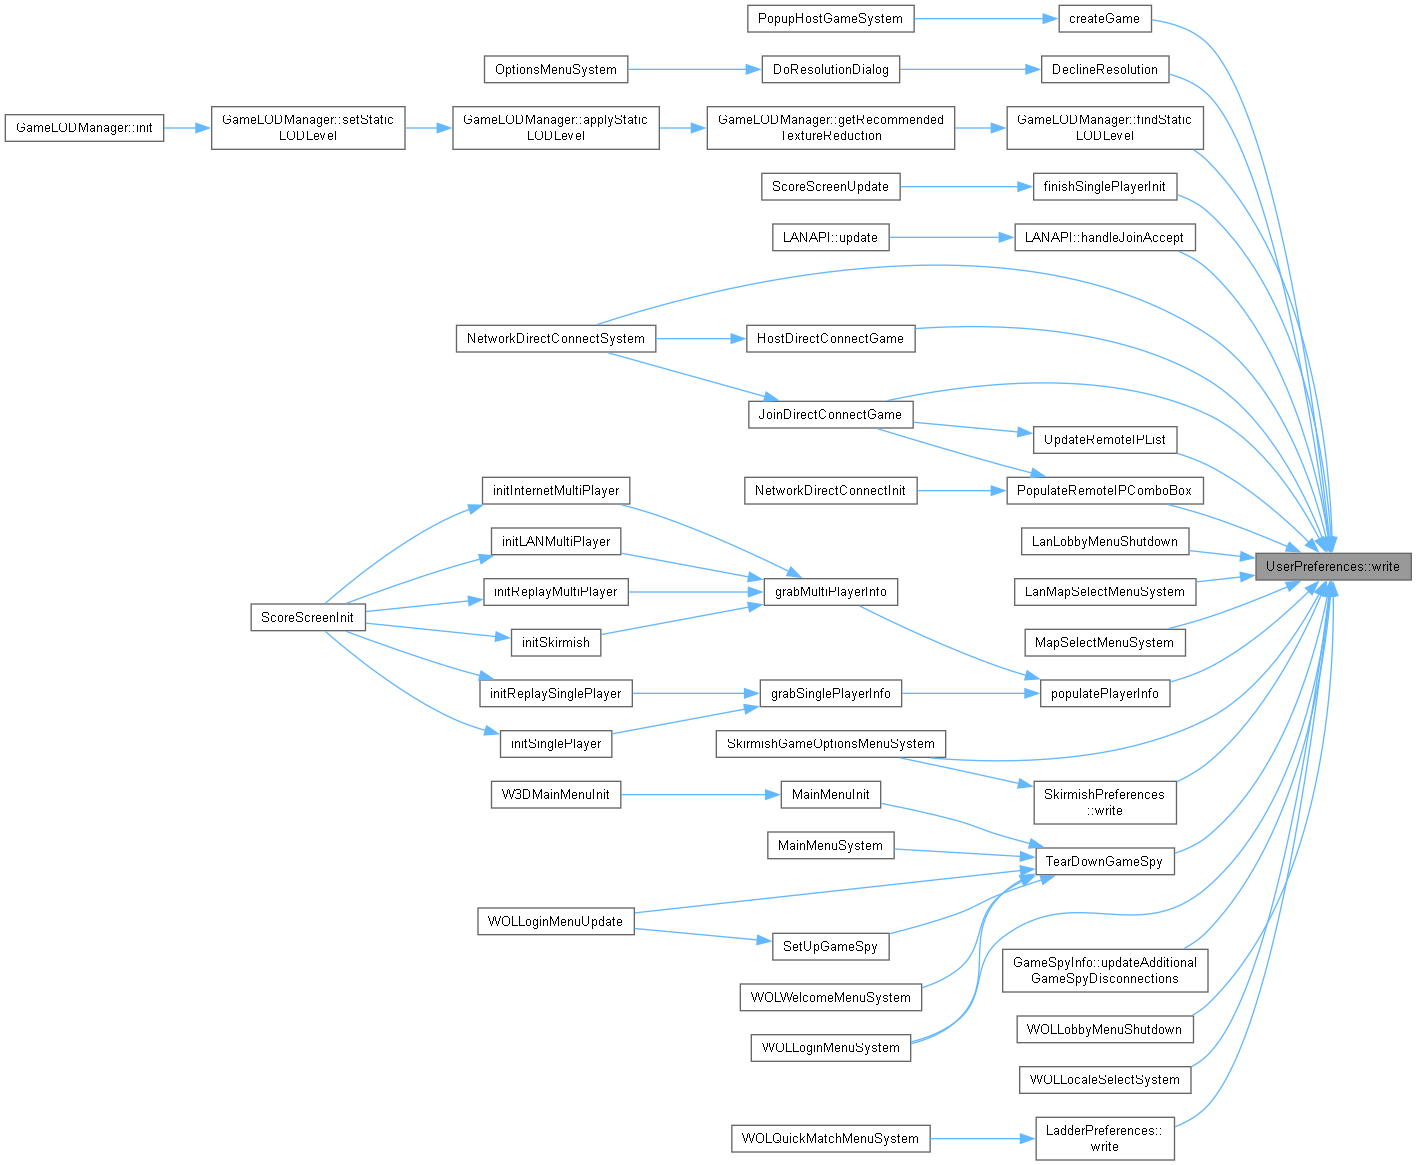 PopupHostGameSystem
createGame
OptionsMenuSystem
DoResolutionDialog
DeclineResolution
GameLODManager::init
GameLODManager::setStatic
LODLevel
GameLODManager::applyStatic
LODLevel
GameLODManager::getRecommended
TextureReduction
GameLODManager::findStatic
LODLevel
ScoreScreenUpdate
finishSinglePlayerInit
LANAPI::update
LANAPI::handleJoinAccept
NetworkDirectConnectSystem
HostDirectConnectGame
JoinDirectConnectGame
UpdateRemoteIPList
NetworkDirectConnectInit
PopulateRemoteIPComboBox
initInternetMultiPlayer
initLANMultiPlayer
LanLobbyMenuShutdown
UserPreferences::write
initReplayMultiPlayer
grabMultiPlayerInfo
LanMapSelectMenuSystem
ScoreScreenInit
initSkirmish
MapSelectMenuSystem
initReplaySinglePlayer
grabSinglePlayerInfo
populatePlayerInfo
initSinglePlayer
SkirmishGameOptionsMenuSystem
W3DMainMenuInit
MainMenuInit
SkirmishPreferences
::write
MainMenuSystem
TearDownGameSpy
WOLLoginMenuUpdate
SetUpGameSpy
GameSpyInfo::updateAdditional
GameSpyDisconnections
WOLWelcomeMenuSystem
WOLLobbyMenuShutdown
WOLLoginMenuSystem
WOLLocaleSelectSystem
WOLQuickMatchMenuSystem
LadderPreferences::
write